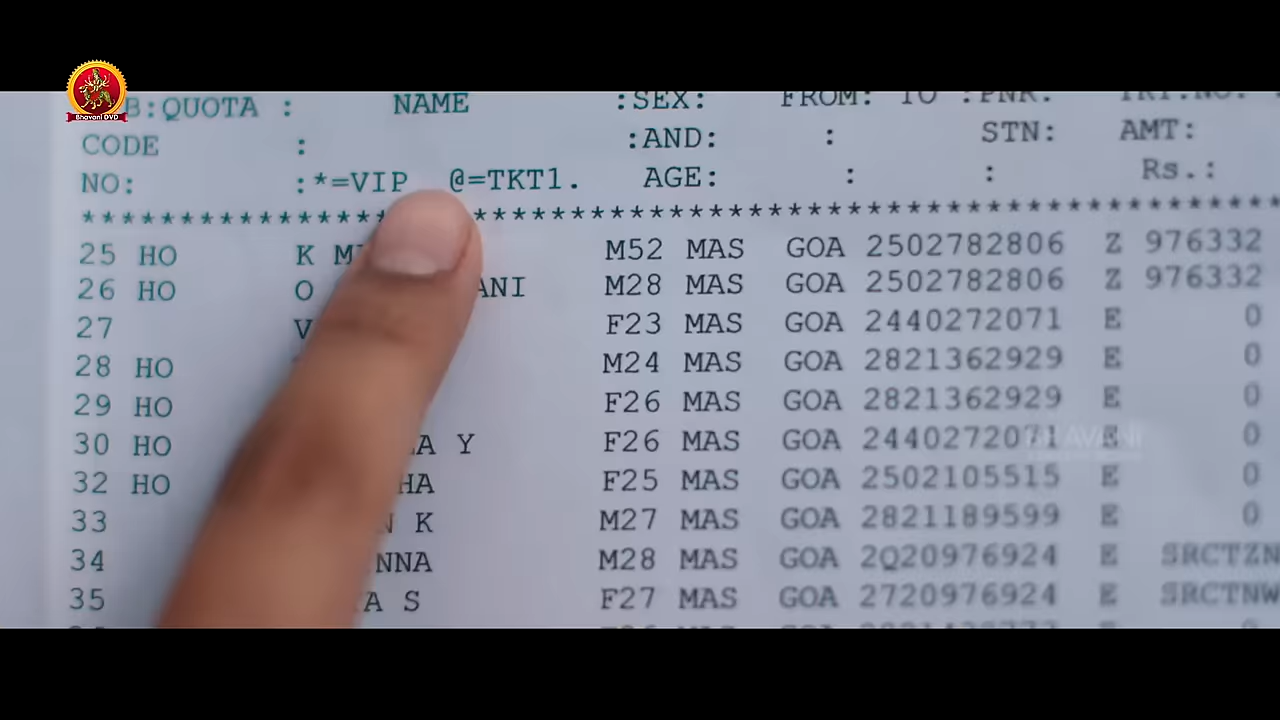 Bhavani DVD
B:QUOTA : NAME :SEX: FROM: TO :PNR.
CODE : :AND: : STN: AMT:
NO: :*=VIP @=TKT1. AGE: : : Rs.:
25 HO K M M52 MAS GOA 2502782806 Z 976332
26 HO O ANI M28 MAS GOA 2502782806 Z 976332
27 V F23 MAS GOA 2440272071 E 0
28 HO M24 MAS GOA 2821362929 E 0
29 HO F26 MAS GOA 2821362929 E 0
30 HO A Y F26 MAS GOA 2440272071 E 0
32 HO HA F25 MAS GOA 2502105515 E 0
33 N K M27 MAS GOA 2821189599 E 0
34 NNA M28 MAS GOA 2Q20976924 E SRCTZN
35 A S F27 MAS GOA 2720976924 E SRCTNW
BHAVANI